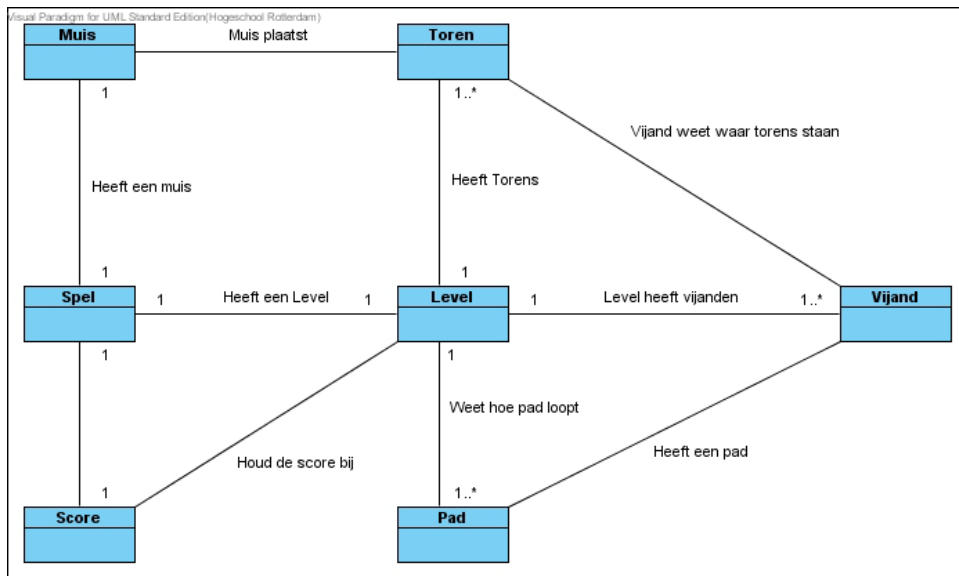 Visual Paradigm for UML Standard Edition(Hogeschool Rotterdam)
Muis
Muis plaatst
Toren
1
1..*
Vijand weet waar torens staan
Heeft een muis
Heeft Torens
1
1
Spel
1
Heeft een Level
1
Level
1
Level heeft vijanden
1..*
Vijand
1
1
Weet hoe pad loopt
Houd de score bij
Heeft een pad
1
1..*
Score
Pad